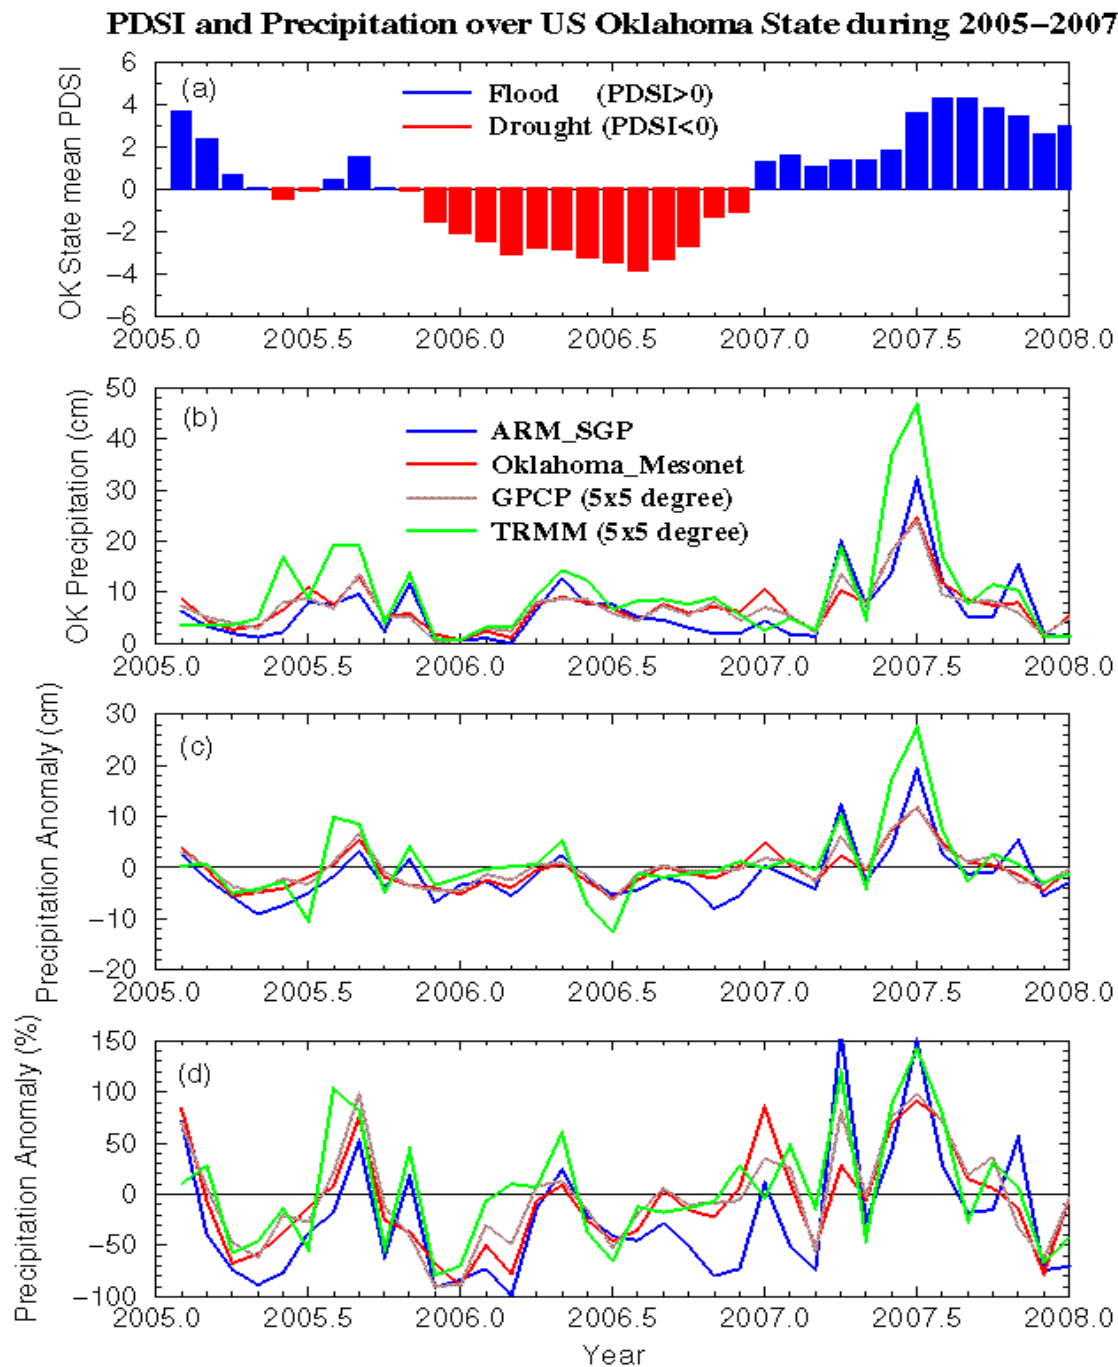 PDSI and Precipitation over US Oklahoma State during 2005−2007
OK State mean PDSI
(a)
Flood (PDSI>0)
Drought (PDSI<0)
6
4
2
0
−2
−4
−6
2005.0 2005.5 2006.0 2006.5 2007.0 2007.5 2008.0
OK Precipitation (cm)
(b)
ARM_SGP
Oklahoma_Mesonet
GPCP (5x5 degree)
TRMM (5x5 degree)
50
40
30
20
10
0
2005.0 2005.5 2006.0 2006.5 2007.0 2007.5 2008.0
Precipitation Anomaly (cm)
(c)
30
20
10
0
−10
−20
2005.0 2005.5 2006.0 2006.5 2007.0 2007.5 2008.0
Precipitation Anomaly (%)
(d)
150
100
50
0
−50
−100
2005.0 2005.5 2006.0 2006.5 2007.0 2007.5 2008.0
Year